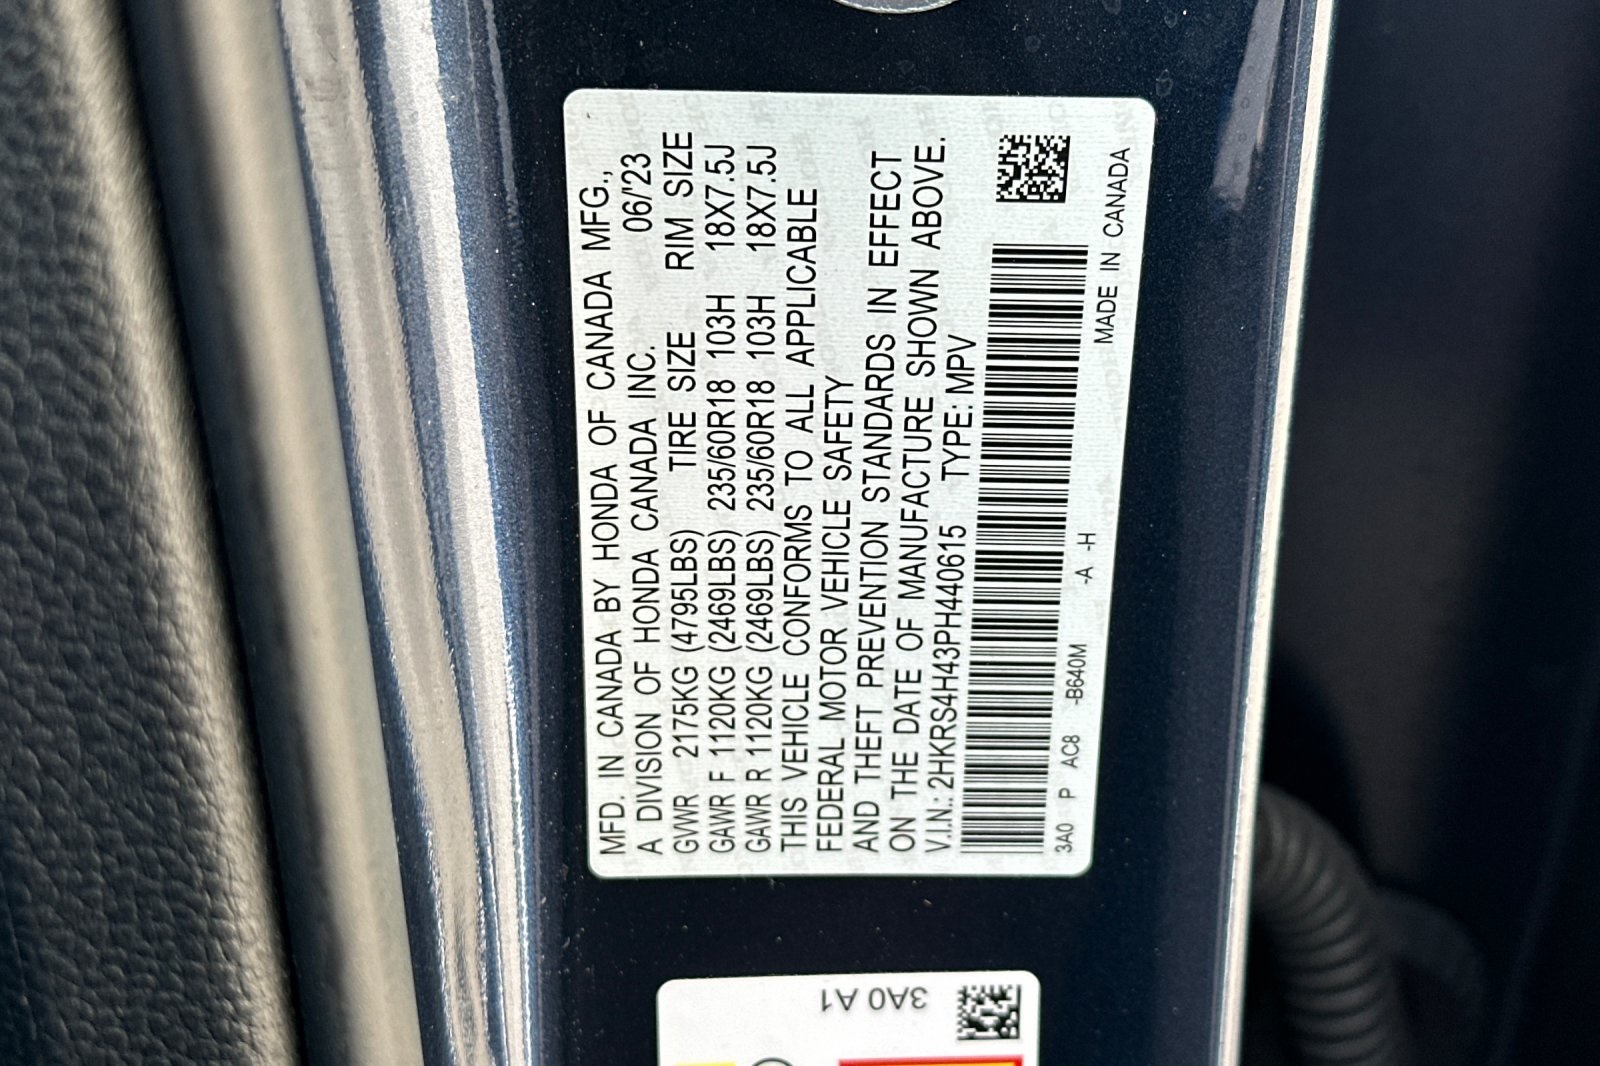 MFD. IN CANADA BY HONDA OF CANADA MFG.,
A DIVISION OF HONDA CANADA INC. 06/'23
GVWR 2175KG (4795LBS) TIRE SIZE RIM SIZE
GAWR F 1120KG (2469LBS) 235/60R18 103H 18X7.5J
GAWR R 1120KG (2469LBS) 235/60R18 103H 18X7.5J
THIS VEHICLE CONFORMS TO ALL APPLICABLE
FEDERAL MOTOR VEHICLE SAFETY
AND THEFT PREVENTION STANDARDS IN EFFECT
ON THE DATE OF MANUFACTURE SHOWN ABOVE.
V.I.N.: 2HKRS4H43PH440615 TYPE: MPV
3A0 P AC8 -B640M -A -H MADE IN CANADA
3A0 A1